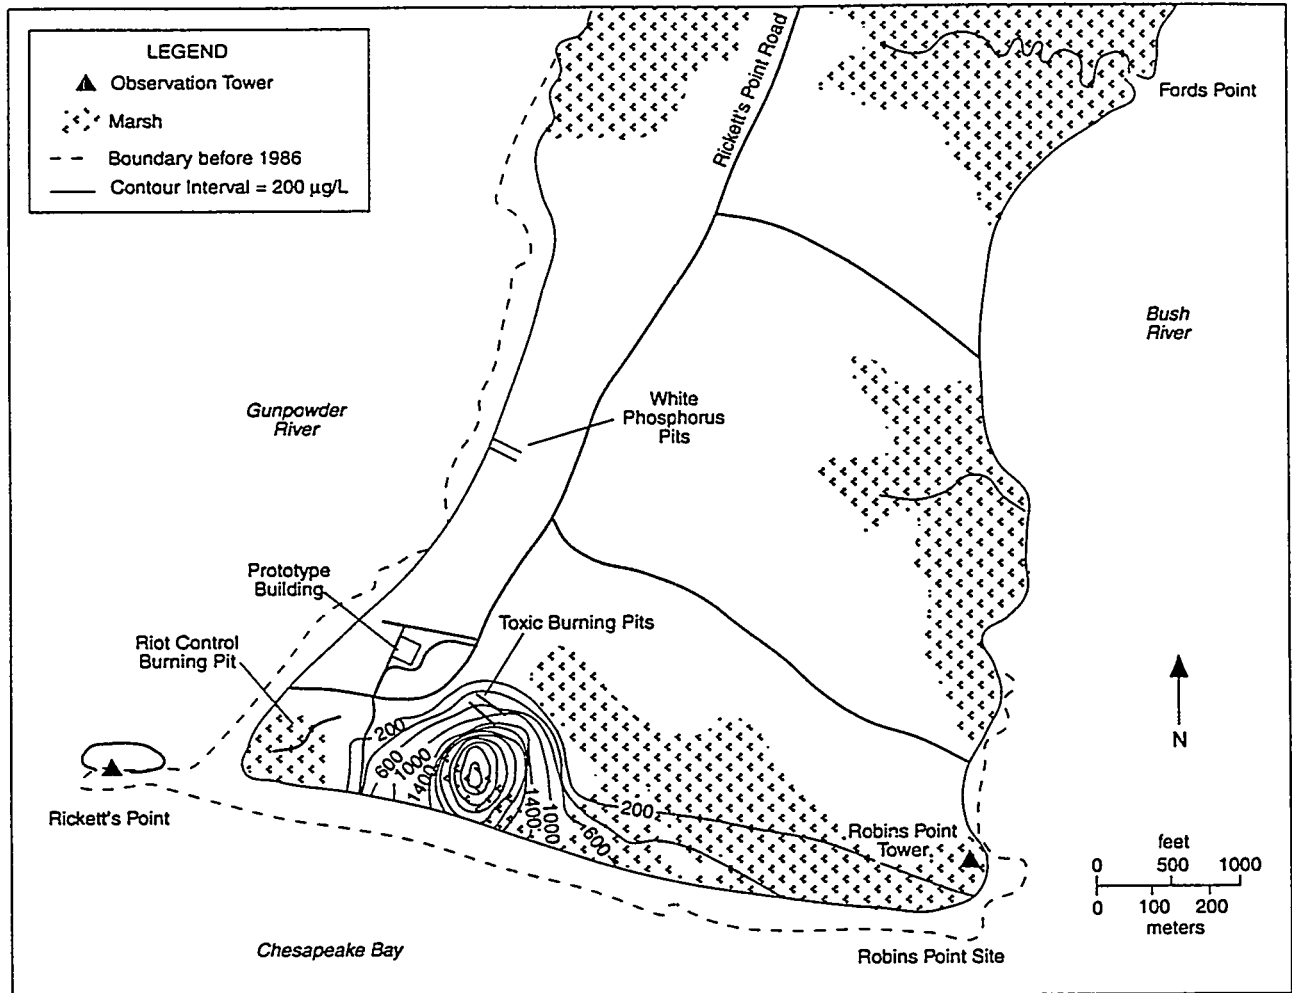 LEGEND
Observation Tower
Marsh
Boundary before 1986
Contour Interval = 200 µg/L
Rickett's Point Road
Fords Point
Bush
River
Gunpowder
River
White
Phosphorus
Pits
Prototype
Building
Toxic Burning Pits
Riot Control
Burning Pit
200
600
1000
1400
1400
1000
600
200
Rickett's Point
Robins Point
Tower
N
feet
0 500 1000
0 100 200
meters
Chesapeake Bay
Robins Point Site